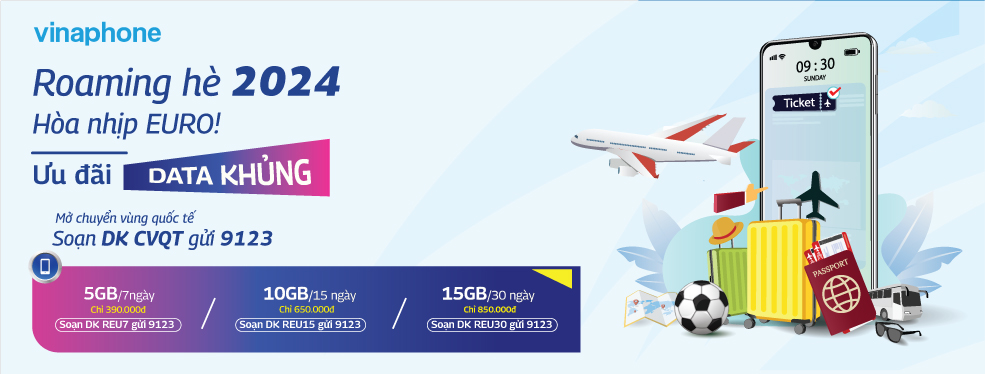 vinaphone
Roaming hè 2024
Hòa nhịp EURO!
Ưu đãi DATA KHỦNG
Mở chuyển vùng quốc tế
Soạn DK CVQT gửi 9123
5GB/7ngày
Chỉ 390.000đ
Soạn DK REU7 gửi 9123
10GB/15 ngày
Chỉ 650.000đ
Soạn DK REU15 gửi 9123
15GB/30 ngày
Chỉ 850.000đ
Soạn DK REU30 gửi 9123
09:30
SUNDAY
Ticket
PASSPORT